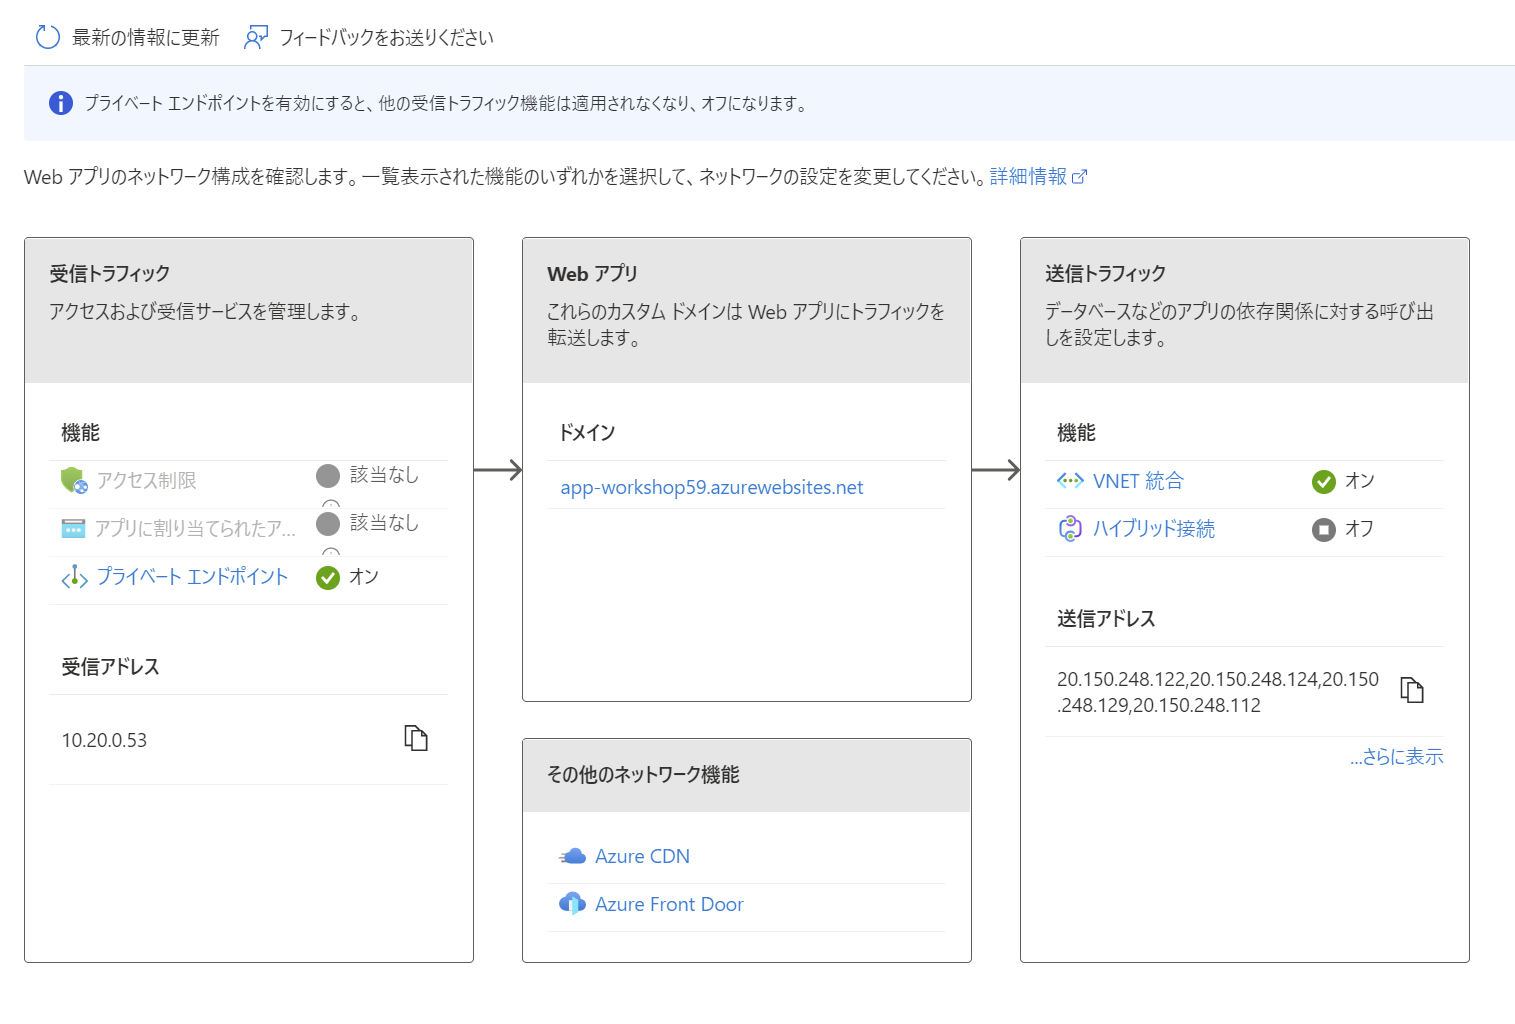 最新の情報に更新
フィードバックをお送りください
プライベート エンドポイントを有効にすると、他の受信トラフィック機能は適用されなくなり、オフになります。
Web アプリのネットワーク構成を確認します。一覧表示された機能のいずれかを選択して、ネットワークの設定を変更してください。詳細情報
受信トラフィック
アクセスおよび受信サービスを管理します。
機能
アクセス制限 該当なし
アプリに割り当てられたア... 該当なし
プライベート エンドポイント オン
受信アドレス
10.20.0.53
Web アプリ
これらのカスタム ドメインは Web アプリにトラフィックを
転送します。
ドメイン
app-workshop59.azurewebsites.net
その他のネットワーク機能
Azure CDN
Azure Front Door
送信トラフィック
データベースなどのアプリの依存関係に対する呼び出
しを設定します。
機能
VNET 統合 オン
ハイブリッド接続 オフ
送信アドレス
20.150.248.122,20.150.248.124,20.150
.248.129,20.150.248.112
...さらに表示